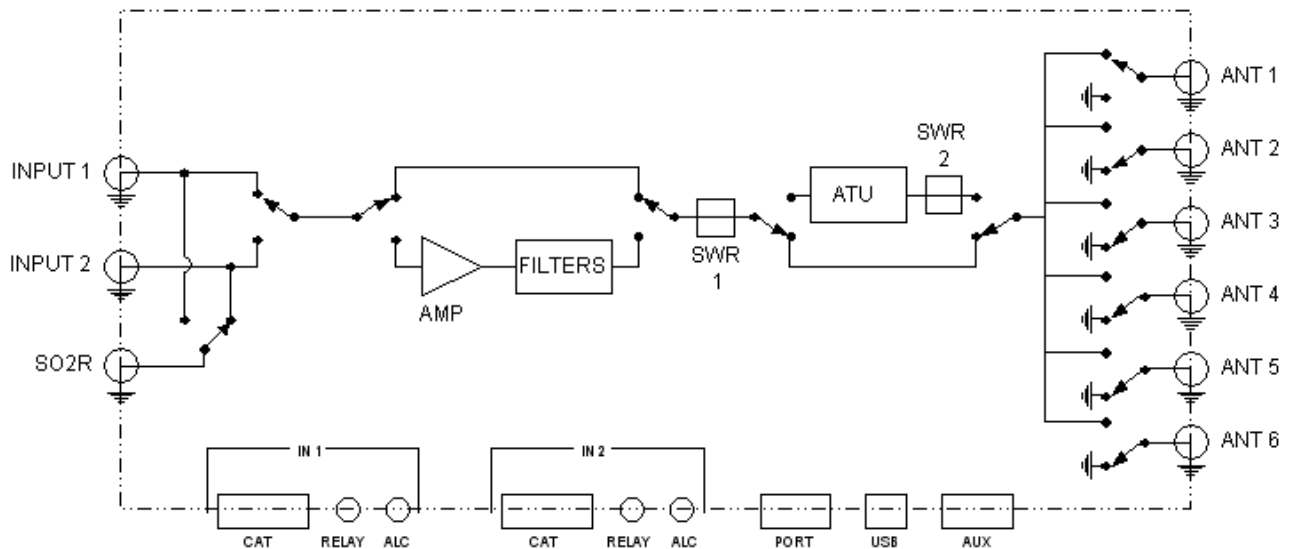 INPUT 1
INPUT 2
SO2R
AMP
FILTERS
SWR
1
ATU
SWR
2
ANT 1
ANT 2
ANT 3
ANT 4
ANT 5
ANT 6
IN 1
CAT
RELAY
ALC
IN 2
CAT
RELAY
ALC
PORT
USB
AUX